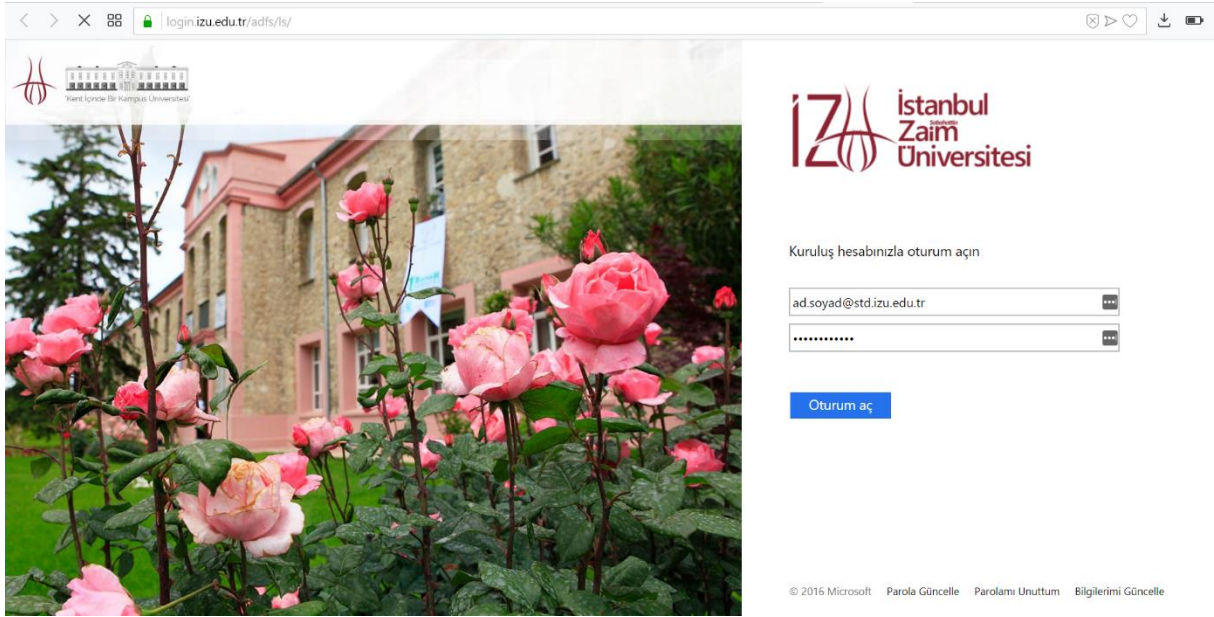 login.izu.edu.tr/adfs/ls/
"Kent İçinde Bir Kampüs Üniversitesi"
İZÜ
İstanbul
Sabahattin
Zaim
Üniversitesi
Kuruluş hesabınızla oturum açın
ad.soyad@std.izu.edu.tr
••••••••••••
Oturum aç
© 2016 Microsoft Parola Güncelle Parolamı Unuttum Bilgilerimi Güncelle